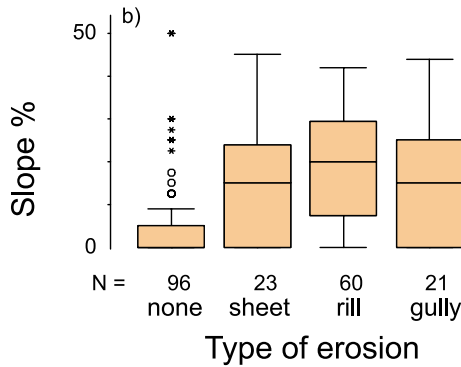 b)
50
Slope %
0
N = 96 23 60 21
none sheet rill gully
Type of erosion